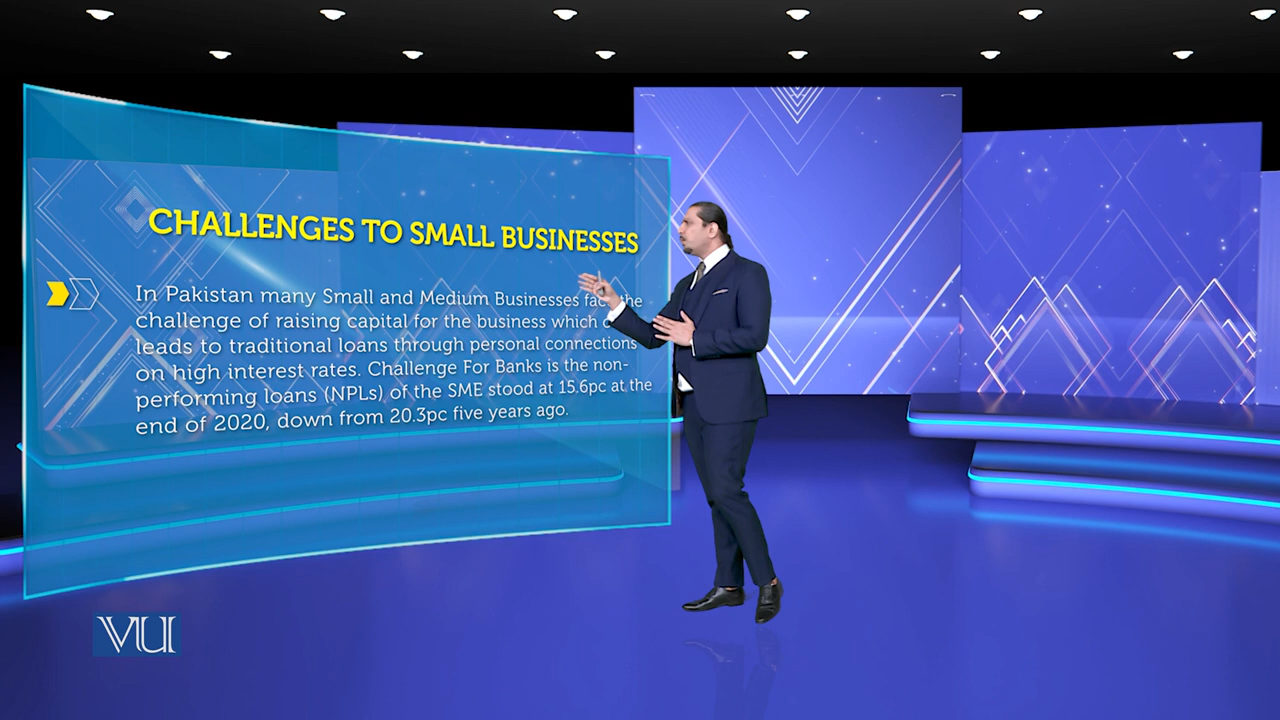 CHALLENGES TO SMALL BUSINESSES
In Pakistan many Small and Medium Businesses the
challenge of raising capital for the business which
leads to traditional loans through personal connections
on high interest rates. Challenge For Banks is the non-
performing loans (NPLs) of the SME stood at 15.6pc at the
end of 2020, down from 20.3pc five years ago.
VU